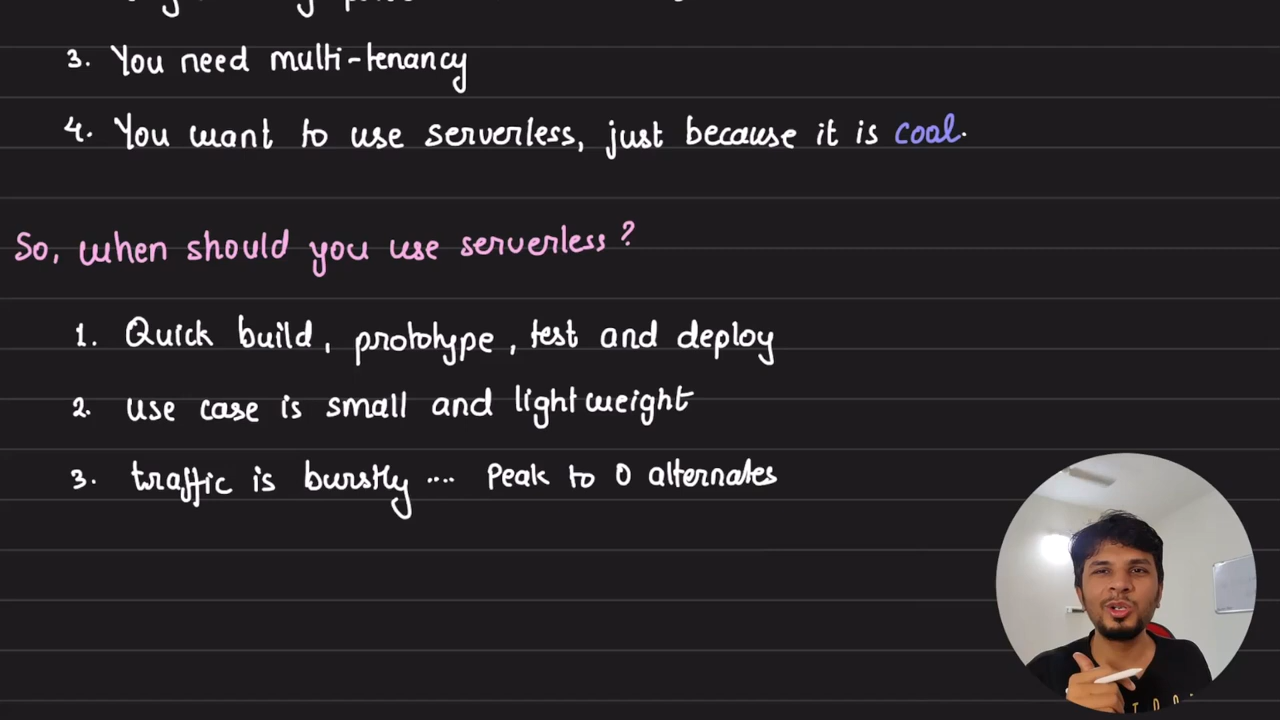 3. You need multi-tenancy
4. You want to use serverless, just because it is cool.
So, when should you use serverless?
1. Quick build, prototype, test and deploy
2. use case is small and lightweight
3. traffic is burstly .... Peak to 0 alternates